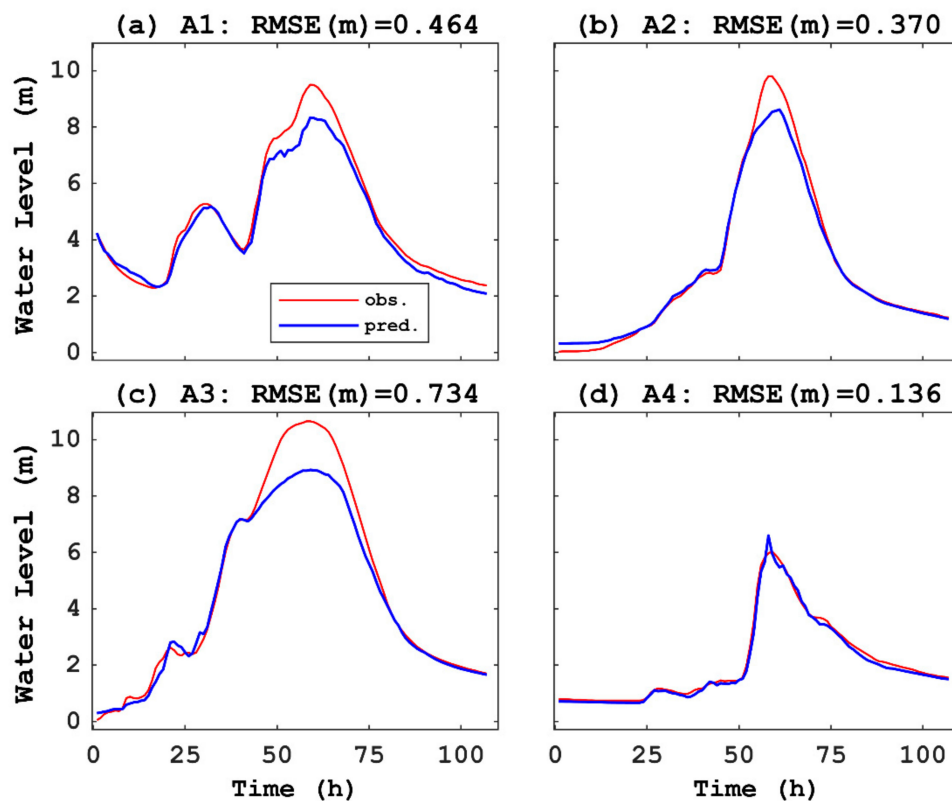 (a) A1: RMSE(m)=0.464
(b) A2: RMSE(m)=0.370
10
8
6
4
2
0
Water Level (m)
obs.
pred.
(c) A3: RMSE(m)=0.734
(d) A4: RMSE(m)=0.136
10
8
6
4
2
0
Water Level (m)
0 25 50 75 100
0 25 50 75 100
Time (h)
Time (h)